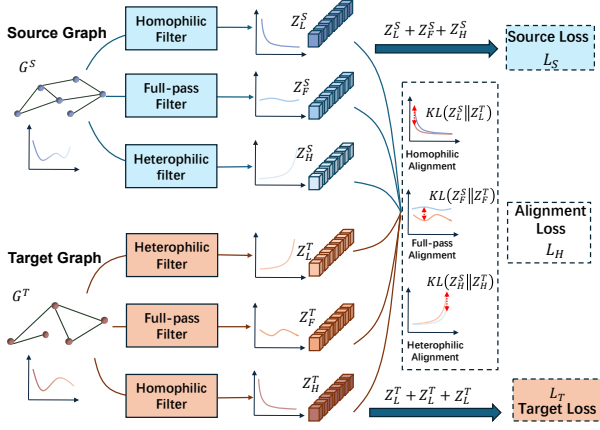 Source Graph
G^S
Homophilic
Filter
Z_L^S
Z_L^S + Z_F^S + Z_H^S
Source Loss
L_S
Full-pass
Filter
Z_F^S
Heterophilic
filter
Z_H^S
KL(Z_L^S||Z_L^T)
Homophilic
Alignment
KL(Z_F^S||Z_F^T)
Full-pass
Alignment
KL(Z_H^S||Z_H^T)
Heterophilic
Alignment
Alignment
Loss
L_H
Target Graph
G^T
Heterophilic
Filter
Z_L^T
Full-pass
Filter
Z_F^T
Homophilic
Filter
Z_H^T
Z_L^T + Z_L^T + Z_L^T
L_T
Target Loss